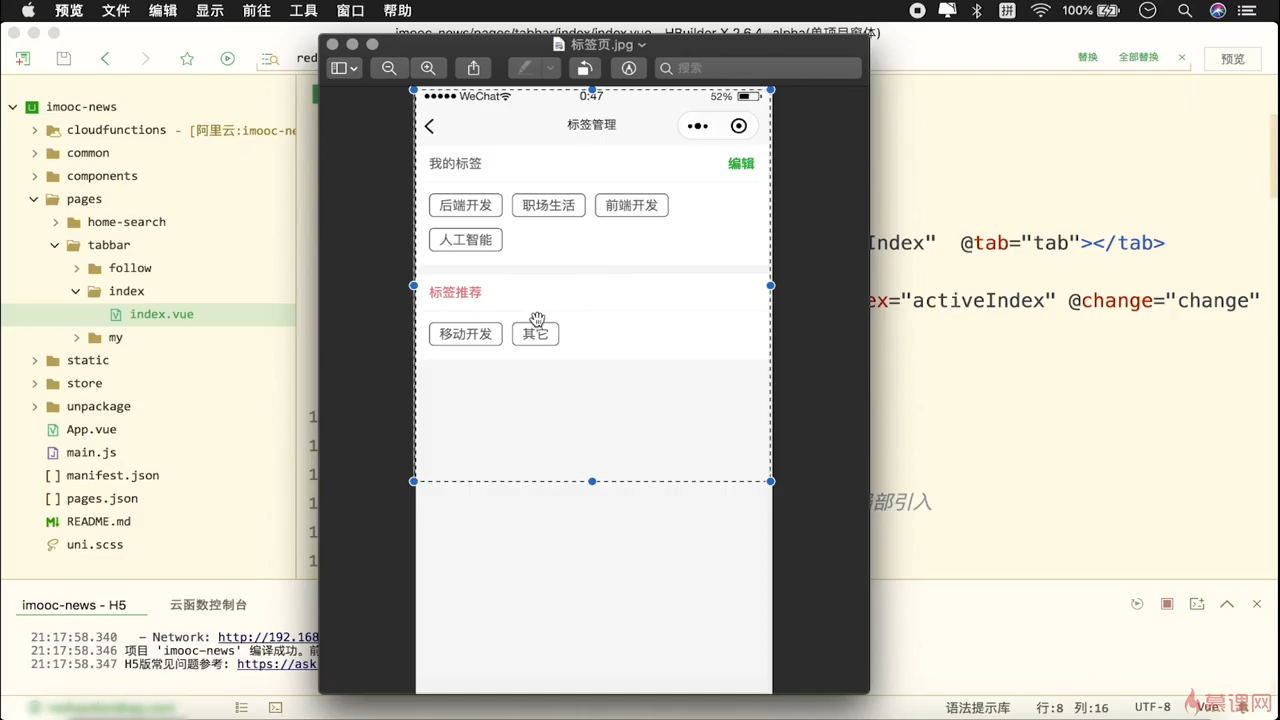 预览 文件 编辑 显示 前往 工具 窗口 帮助 100%
imooc-news/pages/tabbar/index/index.vue - HBuilder X 2.6.4 -alpha(单项目窗体)
标签页.jpg
red
搜索
替换 全部替换 × 预览
imooc-news
cloudfunctions - [阿里云:imooc-ne
common
components
pages
home-search
tabbar
follow
index
index.vue
my
static
store
unpackage
App.vue
main.js
manifest.json
pages.json
README.md
uni.scss
WeChat 0:47 52%
标签管理
我的标签 编辑
后端开发 职场生活 前端开发
人工智能
标签推荐
移动开发 其它
Index" @tab="tab"></tab>
ex="activeIndex" @change="change"
部引入
1
1
1
1
1
1
imooc-news - H5 云函数控制台
21:17:58.340 - Network: http://192.168
21:17:58.346 项目 'imooc-news' 编译成功。前
21:17:58.347 H5版常见问题参考: https://ask
语法提示库 行:8 列:16 UTF-8 Vue
慕课网